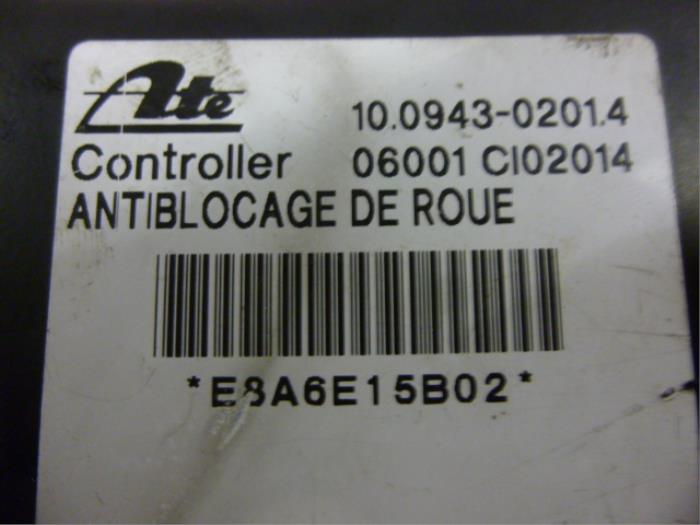 Ate 10.0943-0201.4
Controller 06001 CI02014
ANTIBLOCAGE DE ROUE
*E8A6E15B02*